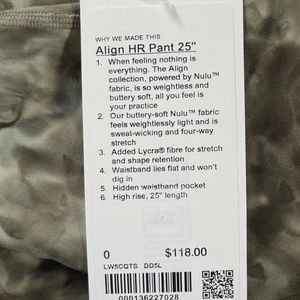 WHY WE MADE THIS
Align HR Pant 25"
1. When feeling nothing is
everything. The Align
collection, powered by Nulu™
fabric, is so weightless and
buttery soft, all you feel is
your practice
2. Our buttery-soft Nulu™ fabric
feels weightlessly light and is
sweat-wicking and four-way
stretch
3. Added Lycra® fibre for stretch
and shape retention
4. Waistband lies flat and won't
dig in
5. Hidden waistband pocket
6. High rise, 25" length
0 $118.00
LW5CQTS DD5L
000136227028